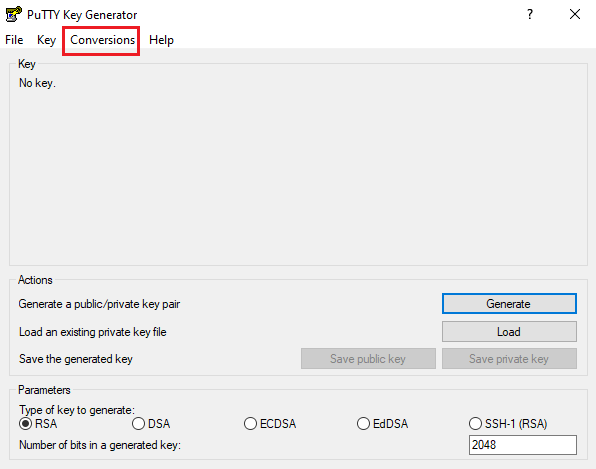 PuTTY Key Generator ?
File Key Conversions Help
Key
No key.
Actions
Generate a public/private key pair Generate
Load an existing private key file Load
Save the generated key Save public key Save private key
Parameters
Type of key to generate:
RSA DSA ECDSA EdDSA SSH-1 (RSA)
Number of bits in a generated key: 2048